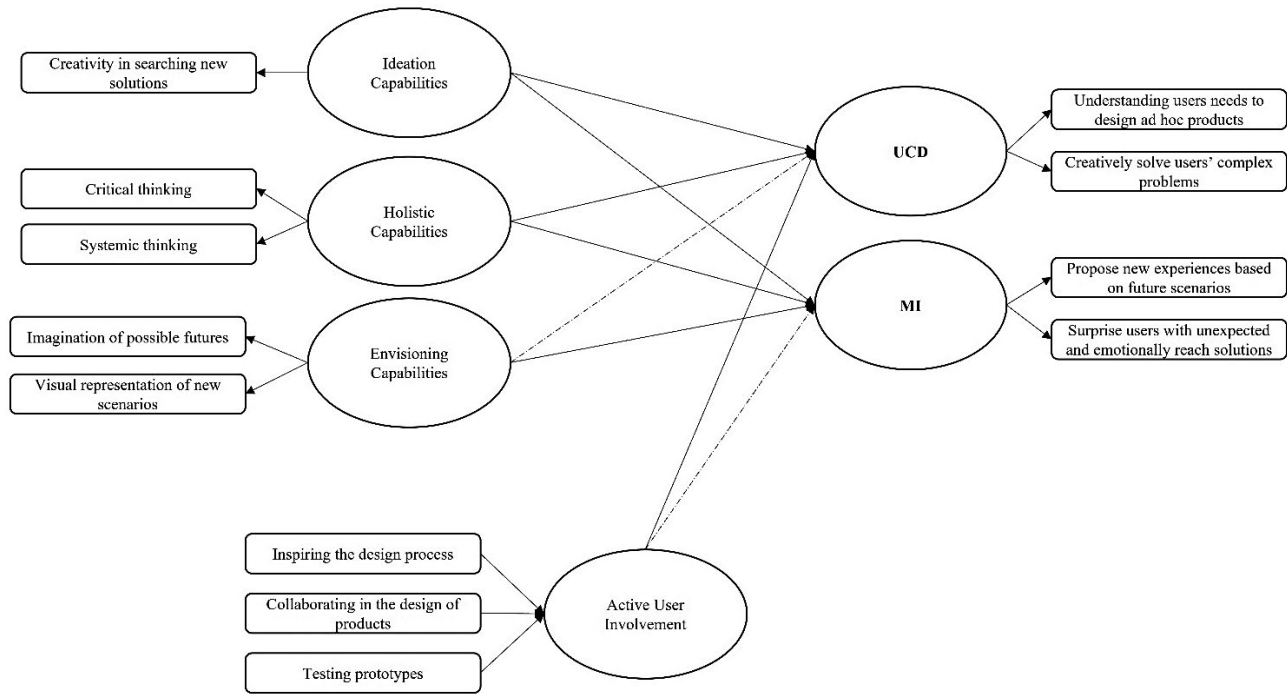 Creativity in searching new
solutions
Ideation
Capabilities
Critical thinking
Systemic thinking
Holistic
Capabilities
Imagination of possible futures
Visual representation of new
scenarios
Envisioning
Capabilities
UCD
Understanding users needs to
design ad hoc products
Creatively solve users’ complex
problems
MI
Propose new experiences based
on future scenarios
Surprise users with unexpected
and emotionally reach solutions
Inspiring the design process
Collaborating in the design of
products
Testing prototypes
Active User
Involvement